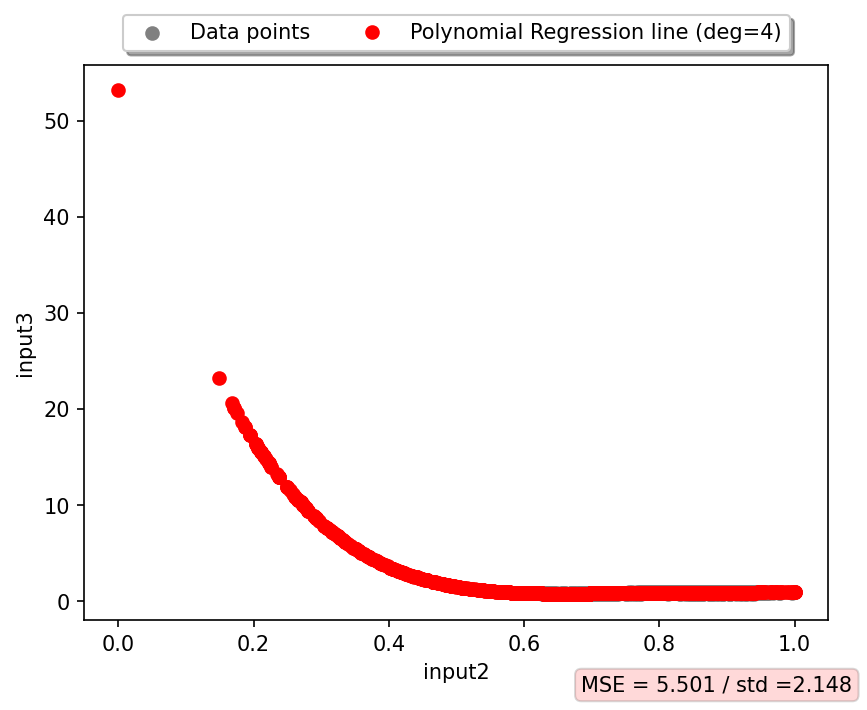 Data points
Polynomial Regression line (deg=4)
50
40
30
20
10
0
input3
0.0
0.2
0.4
0.6
0.8
1.0
input2
MSE = 5.501 / std =2.148